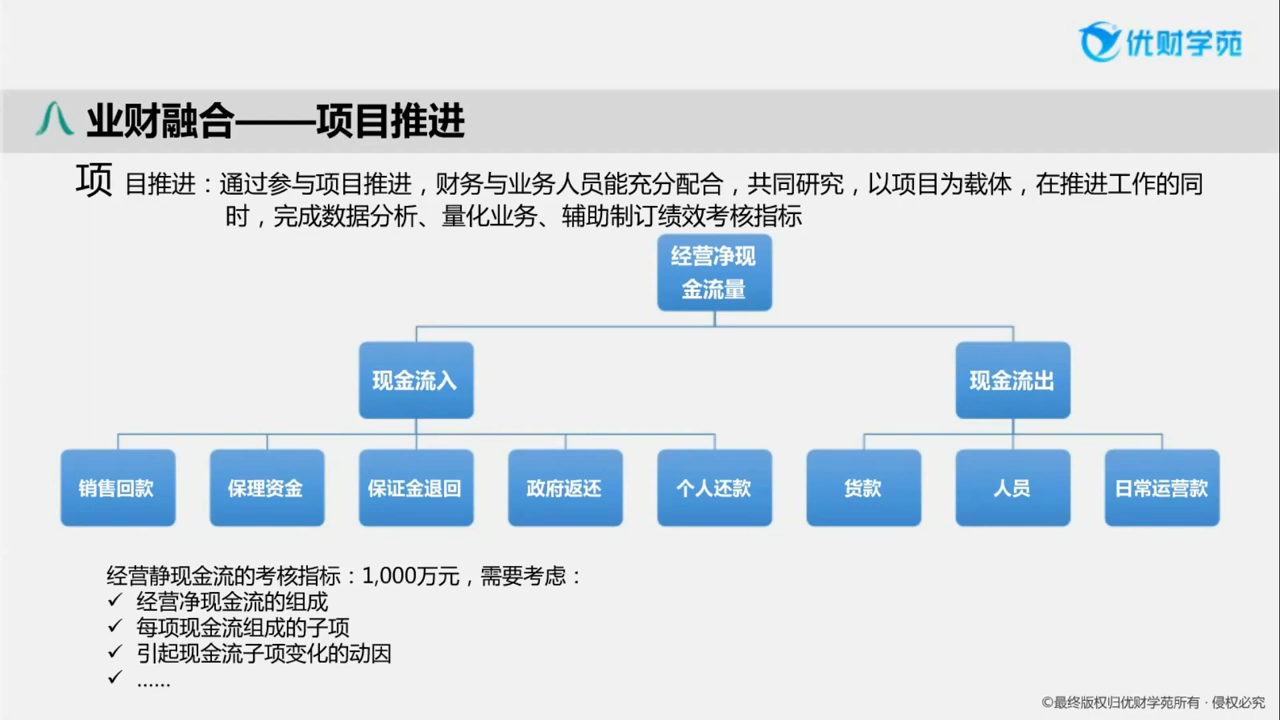 优财学苑
业财融合——项目推进
项目推进：通过参与项目推进，财务与业务人员能充分配合，共同研究，以项目为载体，在推进工作的同
时，完成数据分析、量化业务、辅助制订绩效考核指标
经营净现
金流量
现金流入
现金流出
销售回款
保理资金
保证金退回
政府返还
个人还款
货款
人员
日常运营款
经营静现金流的考核指标：1,000万元，需要考虑：
✓ 经营净现金流的组成
✓ 每项现金流组成的子项
✓ 引起现金流子项变化的动因
✓ ......
©最终版权归优财学苑所有 · 侵权必究